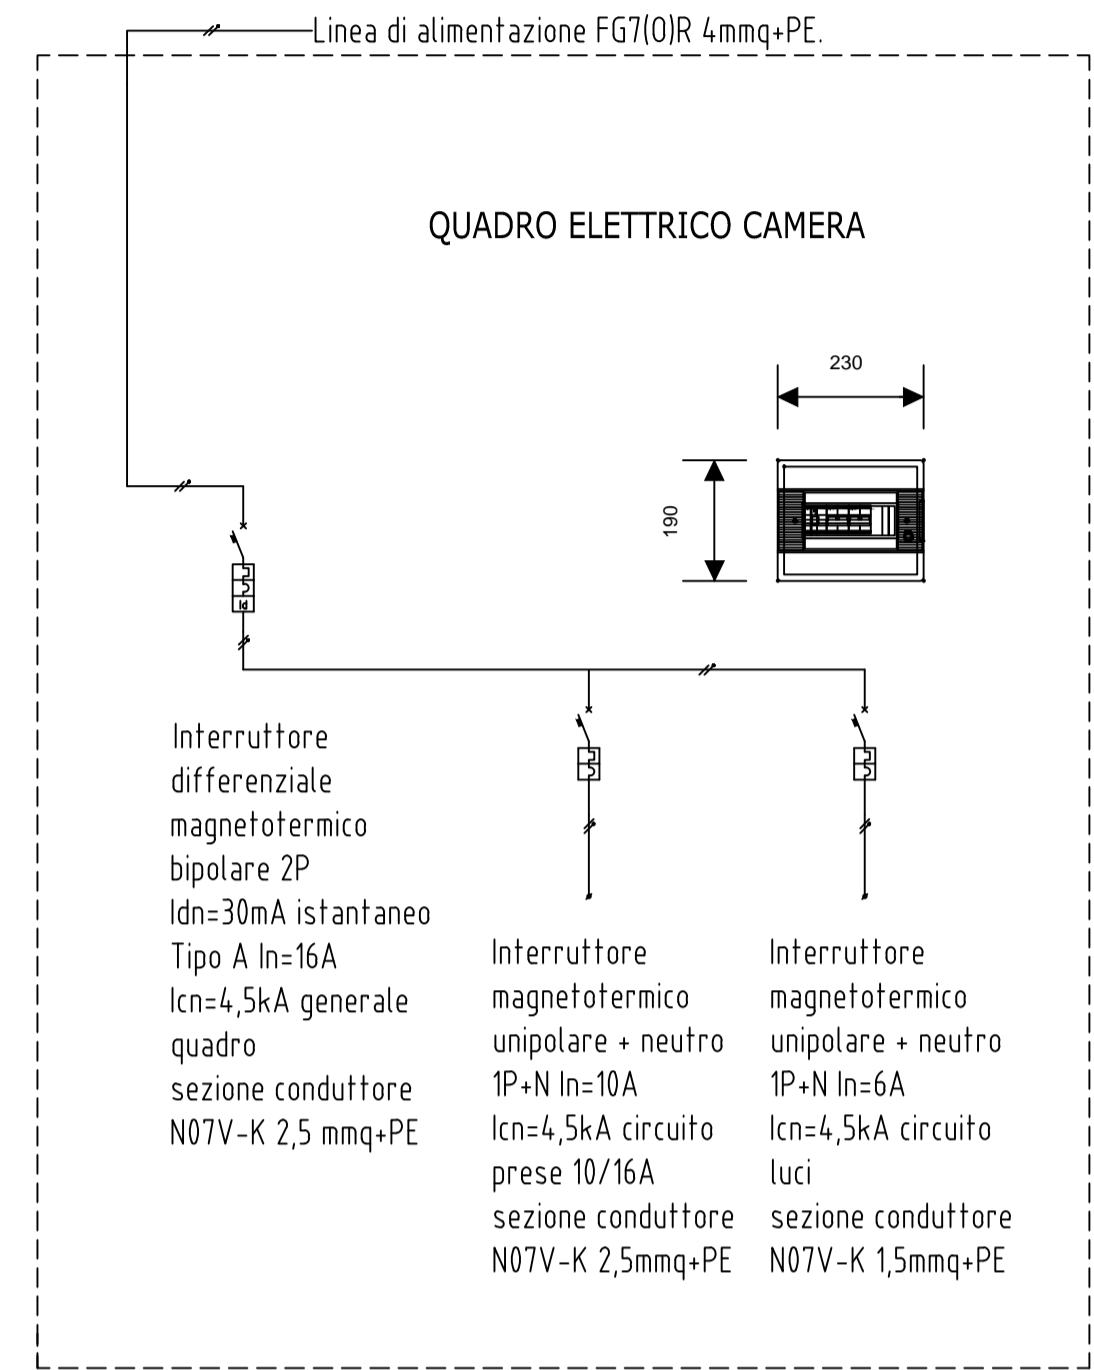 Linea di alimentazione FG7(O)R 4mmq+PE.
QUADRO ELETTRICO CAMERA
230
190
Id
Interruttore
differenziale
magnetotermico
bipolare 2P
Idn=30mA istantaneo
Tipo A In=16A
Icn=4,5kA generale
quadro
sezione conduttore
N07V-K 2,5 mmq+PE
Interruttore
magnetotermico
unipolare + neutro
1P+N In=10A
Icn=4,5kA circuito
prese 10/16A
sezione conduttore
N07V-K 2,5mmq+PE
Interruttore
magnetotermico
unipolare + neutro
1P+N In=6A
Icn=4,5kA circuito
luci
sezione conduttore
N07V-K 1,5mmq+PE